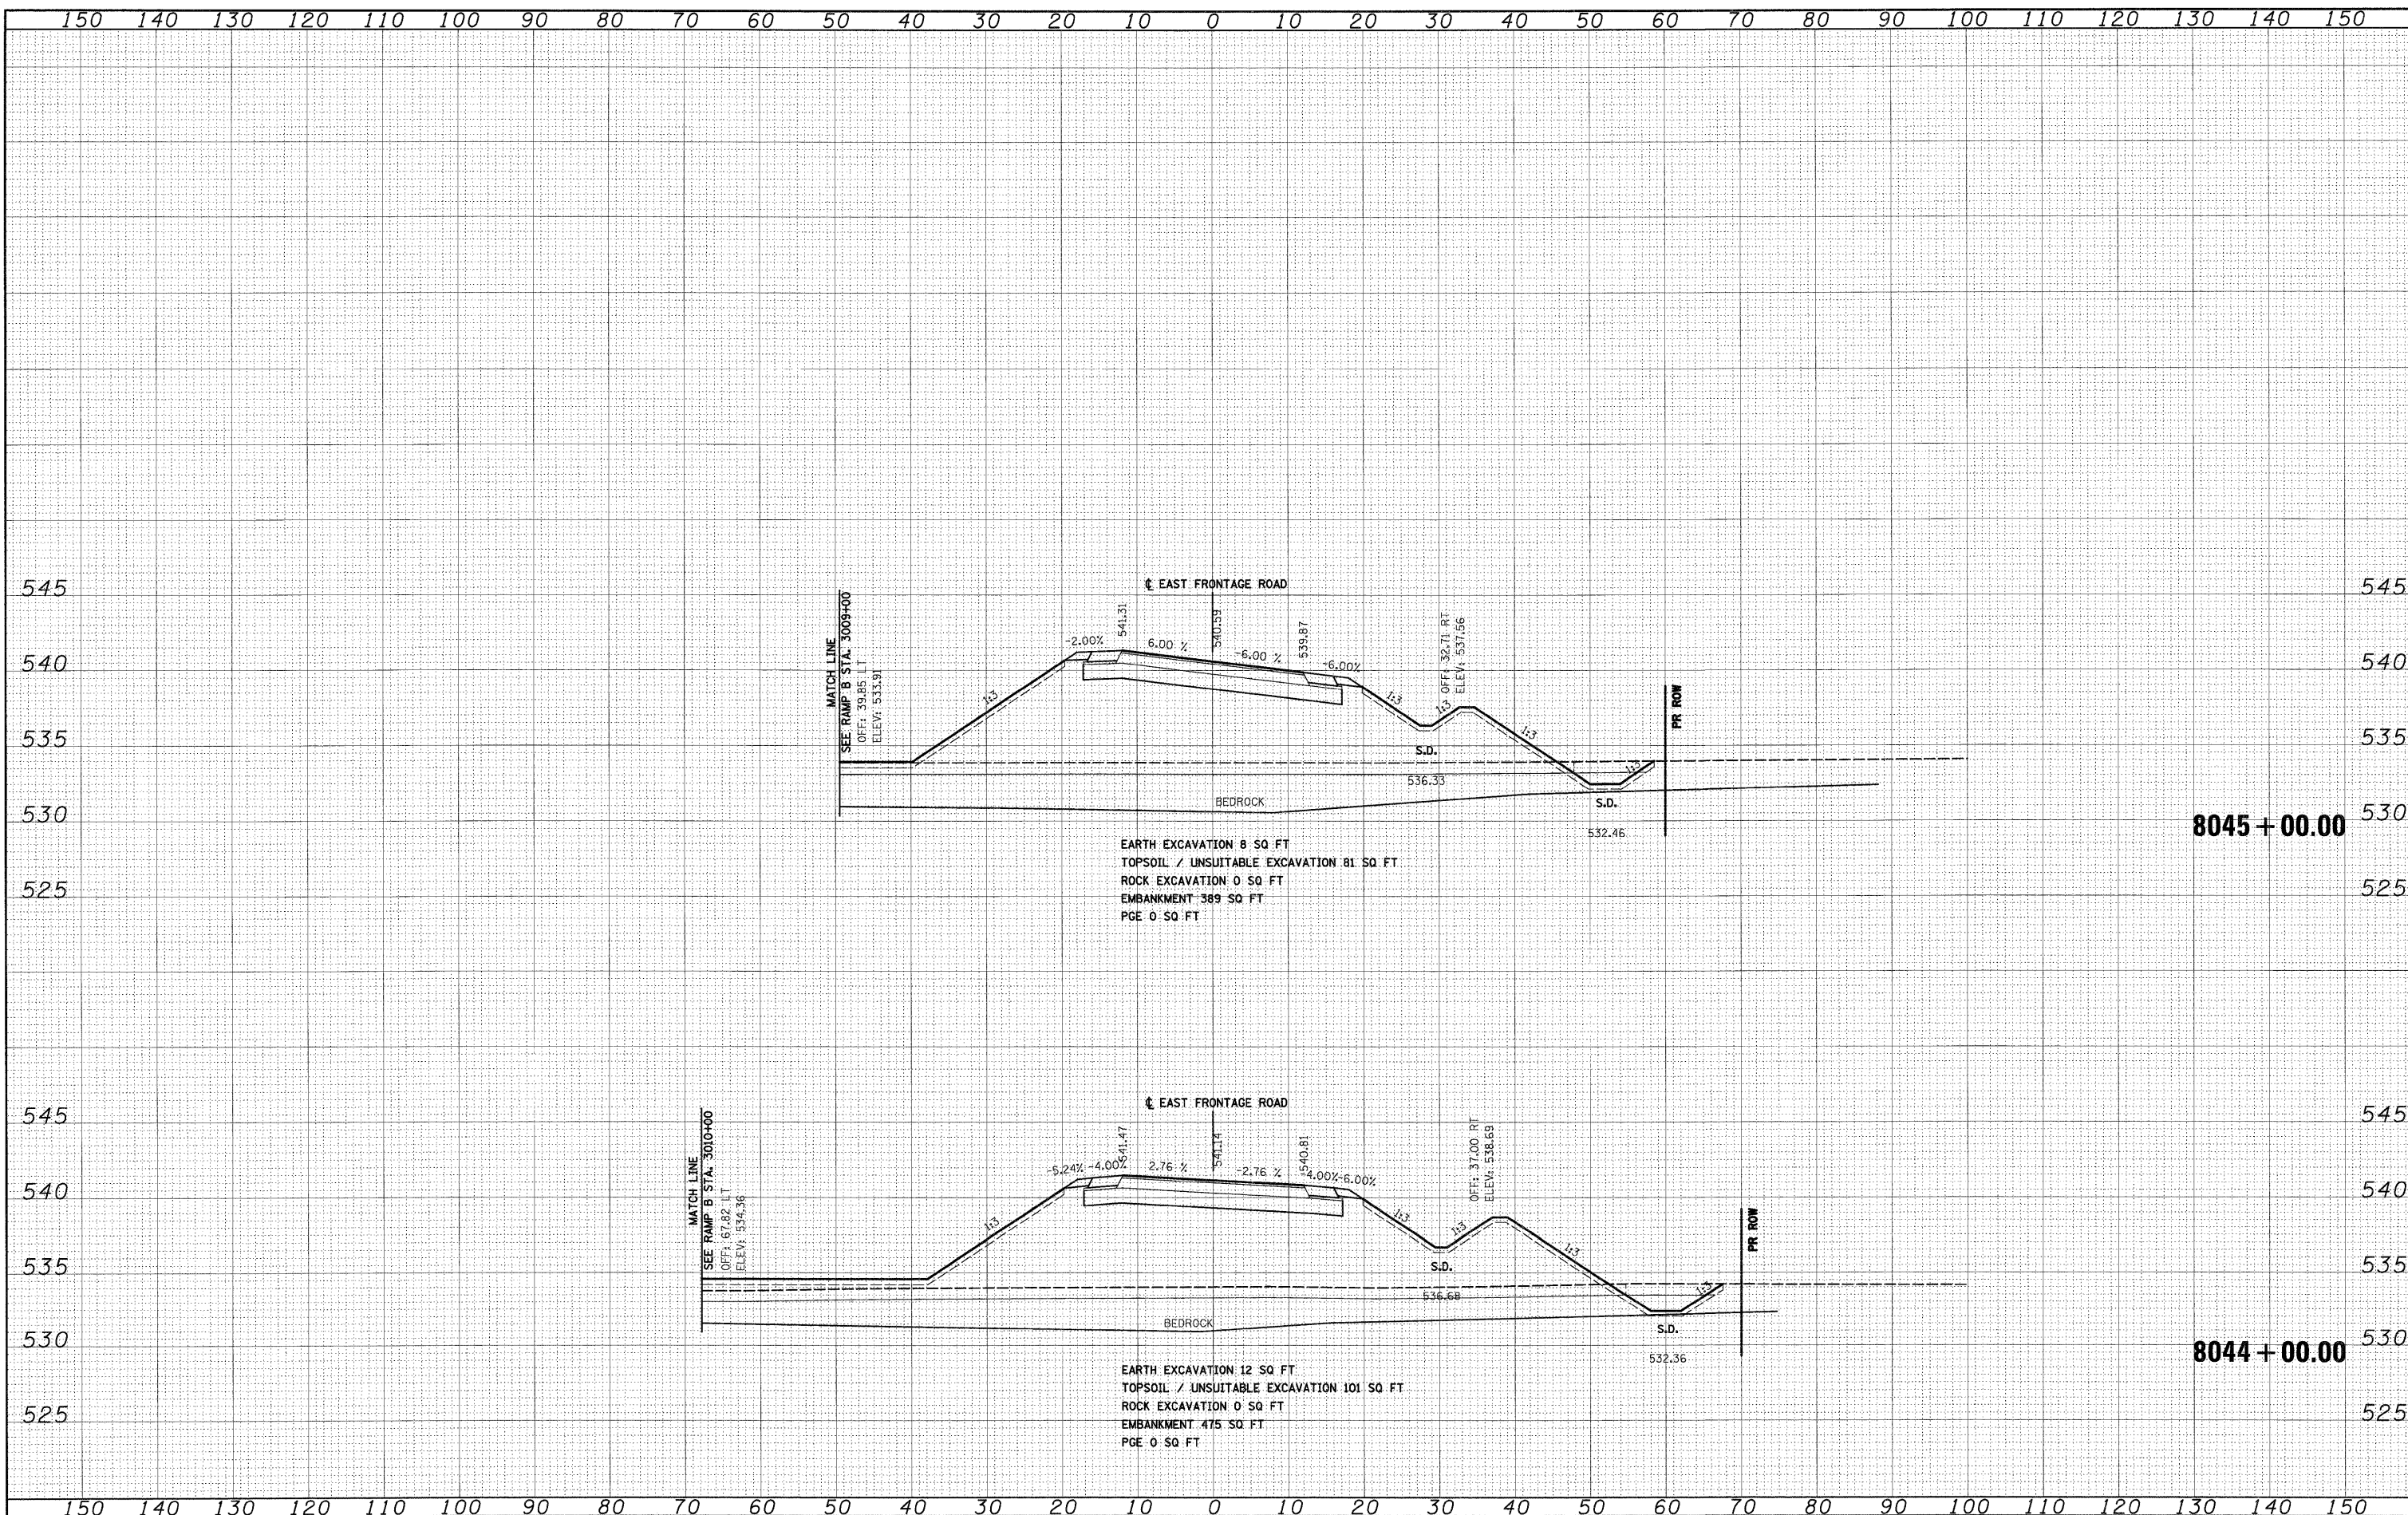 150 140 130 120 110 100 90 80 70 60 50 40 30 20 10 0 10 20 30 40 50 60 70 80 90 100 110 120 130 140 150
℄ EAST FRONTAGE ROAD
545 545
MATCH LINE
SEE RAMP B STA. 3009+00
OFF: 39.85 LT
ELEV: 533.91
541.31
540.59
539.87
-2.00% 6.00 % -6.00 % -6.00%
OFF: 32.71 RT
ELEV: 537.56
540 540
1:3 1:3 1:3 1:3 1:3
PR ROW
535 535
S.D.
536.33
BEDROCK
S.D.
532.46
530 530
8045+00.00
EARTH EXCAVATION 8 SQ FT
TOPSOIL / UNSUITABLE EXCAVATION 81 SQ FT
ROCK EXCAVATION 0 SQ FT
EMBANKMENT 389 SQ FT
PGE 0 SQ FT
525 525
℄ EAST FRONTAGE ROAD
545 545
MATCH LINE
SEE RAMP B STA. 3010+00
OFF: 67.82 LT
ELEV: 534.36
541.47
541.14
540.81
-5.24% -4.00% 2.76 % -2.76 % -4.00% -6.00%
OFF: 37.00 RT
ELEV: 538.69
540 540
1:3 1:3 1:3 1:3 1:3
PR ROW
535 535
S.D.
536.68
BEDROCK
S.D.
532.36
530 530
8044+00.00
EARTH EXCAVATION 12 SQ FT
TOPSOIL / UNSUITABLE EXCAVATION 101 SQ FT
ROCK EXCAVATION 0 SQ FT
EMBANKMENT 475 SQ FT
PGE 0 SQ FT
525 525
150 140 130 120 110 100 90 80 70 60 50 40 30 20 10 0 10 20 30 40 50 60 70 80 90 100 110 120 130 140 150